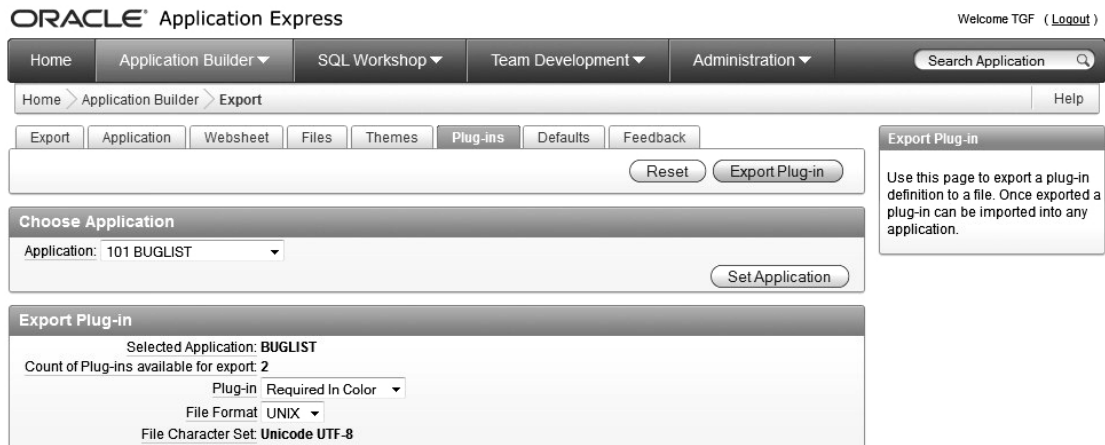 ORACLE® Application Express
Welcome TGF ( Logout )
Home Application Builder SQL Workshop Team Development Administration Search Application
Home Application Builder Export Help
Export Application Websheet Files Themes Plug-ins Defaults Feedback
Reset Export Plug-in
Export Plug-in
Use this page to export a plug-in
definition to a file. Once exported a
plug-in can be imported into any
application.
Choose Application
Application: 101 BUGLIST
Set Application
Export Plug-in
Selected Application: BUGLIST
Count of Plug-ins available for export: 2
Plug-in Required In Color
File Format UNIX
File Character Set: Unicode UTF-8